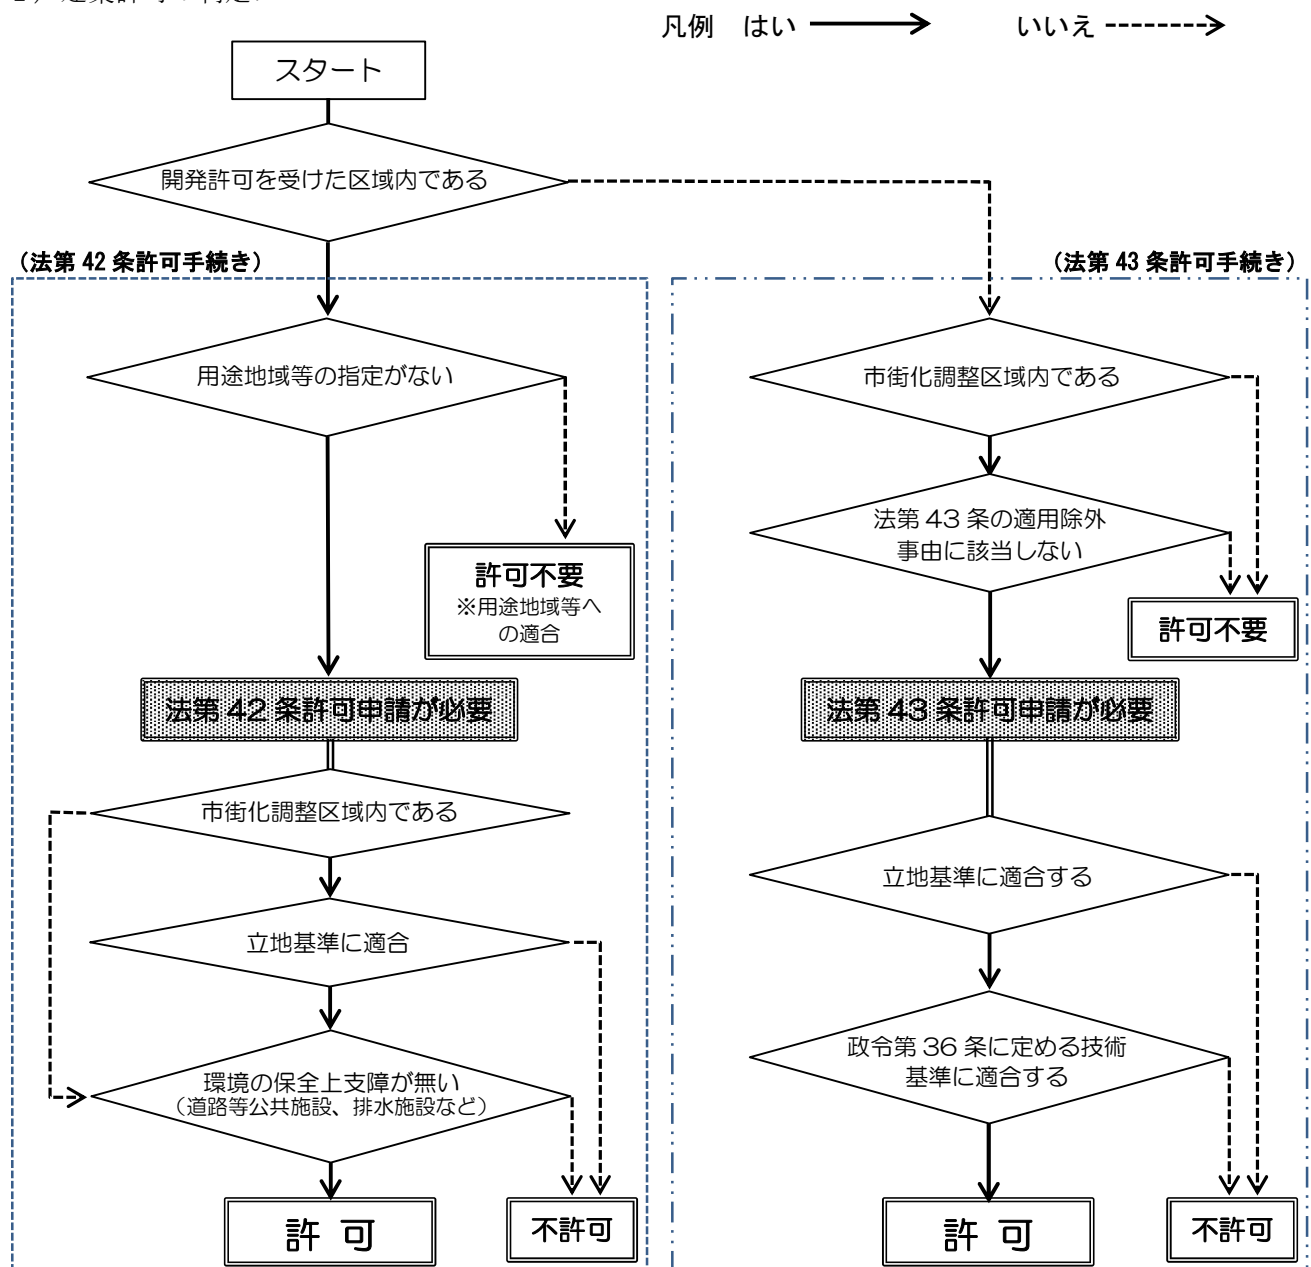 凡例 はい いいえ
スタート
開発許可を受けた区域内である
（法第 42 条許可手続き）
用途地域等の指定がない
許可不要
※用途地域等へ
の適合
法第 42 条許可申請が必要
市街化調整区域内である
立地基準に適合
環境の保全上支障が無い
（道路等公共施設、排水施設など）
許 可
不許可
（法第 43 条許可手続き）
市街化調整区域内である
法第 43 条の適用除外
事由に該当しない
許可不要
法第 43 条許可申請が必要
立地基準に適合する
政令第 36 条に定める技術
基準に適合する
許 可
不許可